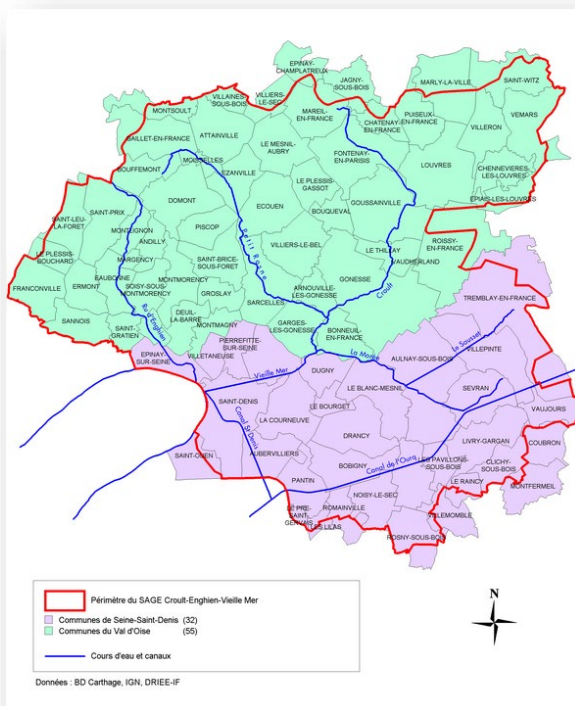 EPINAY-
CHAMPLATREUX
JAGNY-
SOUS-BOIS
MARLY-LA-VILLE
SAINT-WITZ
VILLAINES-
SOUS-BOIS
VILLIERS-
LE-SEC
MAREIL-
EN-FRANCE
CHATENAY-
EN-FRANCE
PUISEUX-
EN-FRANCE
VEMARS
MONTSOULT
VILLERON
BAILLET-EN-FRANCE
ATTAINVILLE
LE MESNIL-
AUBRY
FONTENAY-
EN-PARISIS
LOUVRES
CHENNEVIERES-
LES-LOUVRES
MOISSELLES
BOUFFEMONT
EZANVILLE
LE PLESSIS-
GASSOT
EPIAIS-LES-LOUVRES
DOMONT
ECOUEN
BOUQUEVAL
GOUSSAINVILLE
SAINT-PRIX
SAINT-LEU-
LA-FORET
PISCOP
MONTLIGNON
ANDILLY
Petit Rosne
VILLIERS-LE-BEL
LE THILLAY
ROISSY-
EN-FRANCE
VAUDHERLAND
LE PLESSIS-
BOUCHARD
MARGENCY
SAINT-BRICE-
SOUS-FORET
GONESSE
EAUBONNE
MONTMORENCY
FRANCONVILLE
ERMONT
SOISY-SOUS-
MONTMORENCY
GROSLAY
ARNOUVILLE-
LES-GONESSE
Croult
TREMBLAY-EN-FRANCE
SARCELLES
DEUIL-
LA-BARRE
SANNOIS
MONTMAGNY
SAINT-
GRATIEN
Ru d'Enghien
GARGES-
LES-GONESSE
BONNEUIL-
EN-FRANCE
PIERREFITTE-
SUR-SEINE
EPINAY-
SUR-SEINE
VILLETANEUSE
La Morée
Le Sausset
AULNAY-SOUS-BOIS
VILLEPINTE
DUGNY
Vieille Mer
LE BLANC-MESNIL
SEVRAN
SAINT-DENIS
LE BOURGET
VAUJOURS
Canal St Denis
LA COURNEUVE
DRANCY
LIVRY-GARGAN
COUBRON
SAINT-OUEN
AUBERVILLIERS
BOBIGNY
Canal de l'Ourq
LES PAVILLONS-
SOUS-BOIS
CLICHY-
SOUS-BOIS
PANTIN
LE RAINCY
MONTFERMEIL
NOISY-LE-SEC
LE PRE-
SAINT-
GERVAIS
ROMAINVILLE
VILLEMOMBLE
LES LILAS
ROSNY-SOUS-BOIS
Périmètre du SAGE Croult-Enghien-Vieille Mer
Communes de Seine-Saint-Denis (32)
Communes du Val d'Oise (55)
Cours d'eau et canaux
N
Données : BD Carthage, IGN, DRIEE-IF